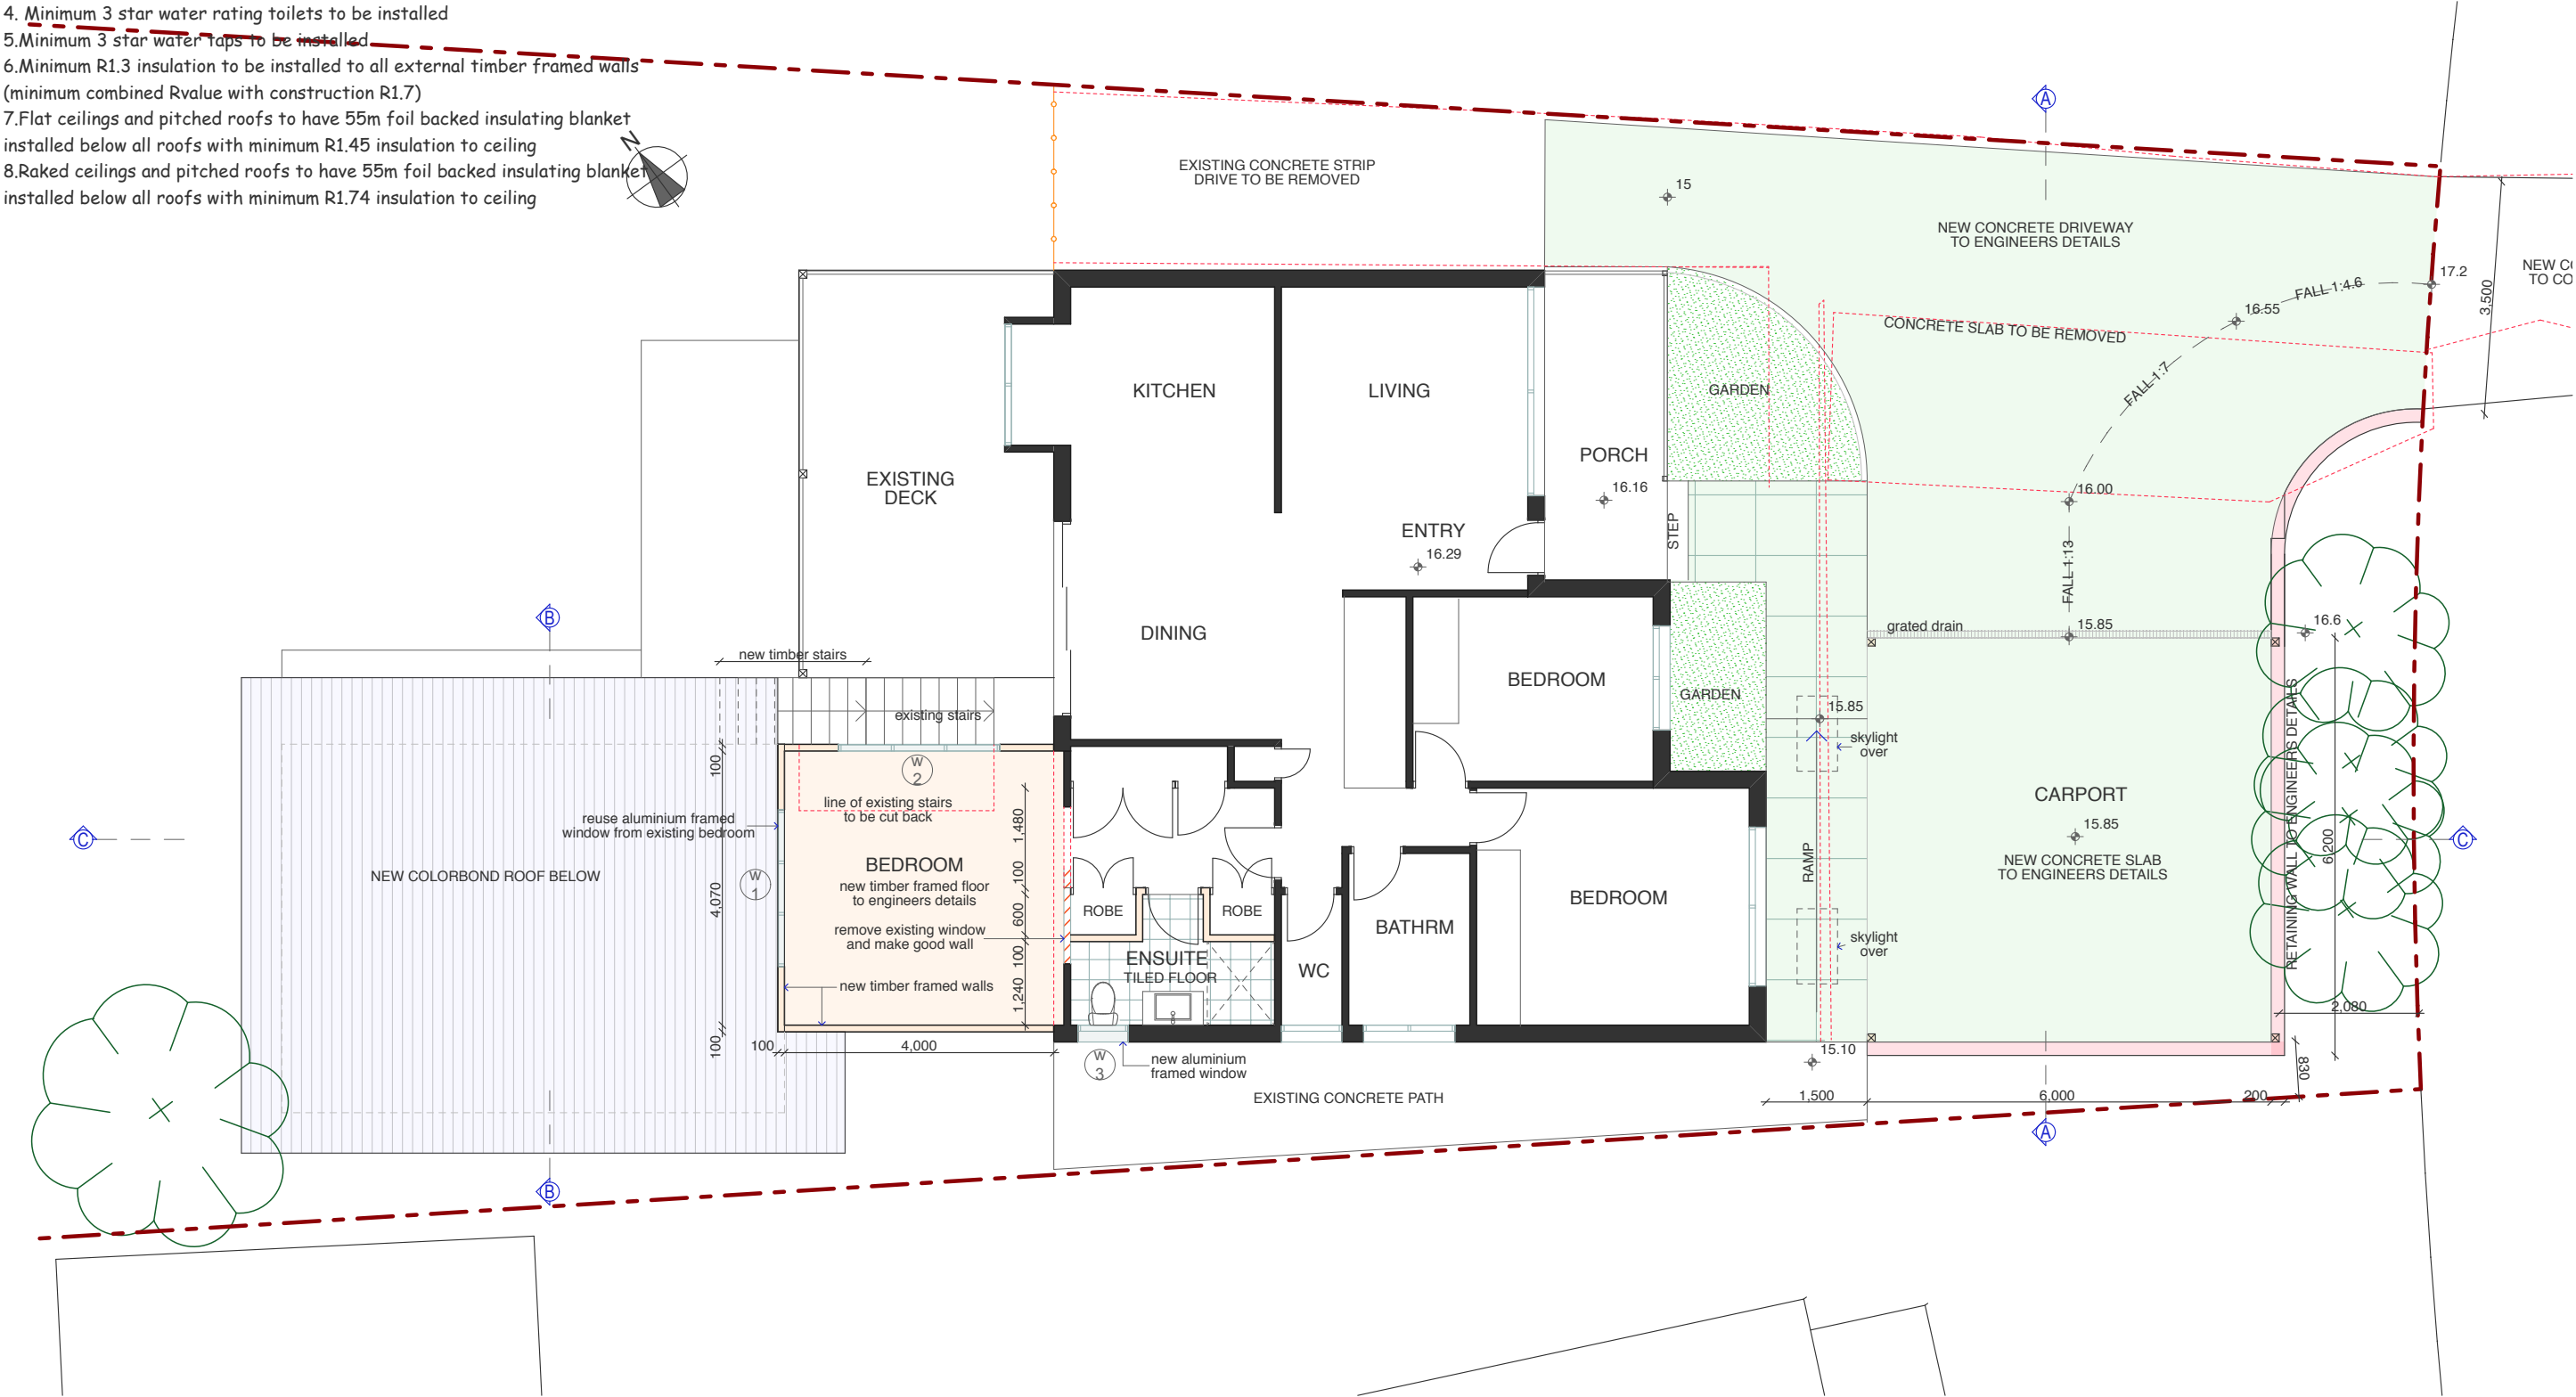 4. Minimum 3 star water rating toilets to be installed
5.Minimum 3 star water taps to be installed
6.Minimum R1.3 insulation to be installed to all external timber framed walls
(minimum combined Rvalue with construction R1.7)
7.Flat ceilings and pitched roofs to have 55m foil backed insulating blanket
installed below all roofs with minimum R1.45 insulation to ceiling
8.Raked ceilings and pitched roofs to have 55m foil backed insulating blanket
installed below all roofs with minimum R1.74 insulation to ceiling
N
A
EXISTING CONCRETE STRIP
DRIVE TO BE REMOVED
15
NEW CONCRETE DRIVEWAY
TO ENGINEERS DETAILS
17.2
NEW
TO
3,500
FALL 1:4.6
16.55
CONCRETE SLAB TO BE REMOVED
FALL 1:7
KITCHEN
LIVING
GARDEN
PORCH
16.16
EXISTING
DECK
16.00
ENTRY
16.29
STEP
FALL 1:13
B
DINING
grated drain
15.85
16.6
new timber stairs
BEDROOM
GARDEN
existing stairs
15.85
skylight
over
RETAINING WALL TO ENGINEERS DETAILS
100
W
2
line of existing stairs
to be cut back
reuse aluminium framed
window from existing bedroom
1,480
CARPORT
15.85
C
C
6,200
NEW COLORBOND ROOF BELOW
BEDROOM
new timber framed floor
to engineers details
W
1
4,070
100
NEW CONCRETE SLAB
TO ENGINEERS DETAILS
RAMP
ROBE
ROBE
BEDROOM
600
BATHRM
remove existing window
and make good wall
skylight
over
100
ENSUITE
TILED FLOOR
WC
new timber framed walls
1,240
2,080
100
100
4,000
15.10
W
3
new aluminium
framed window
830
EXISTING CONCRETE PATH
1,500
6,000
200
A
B